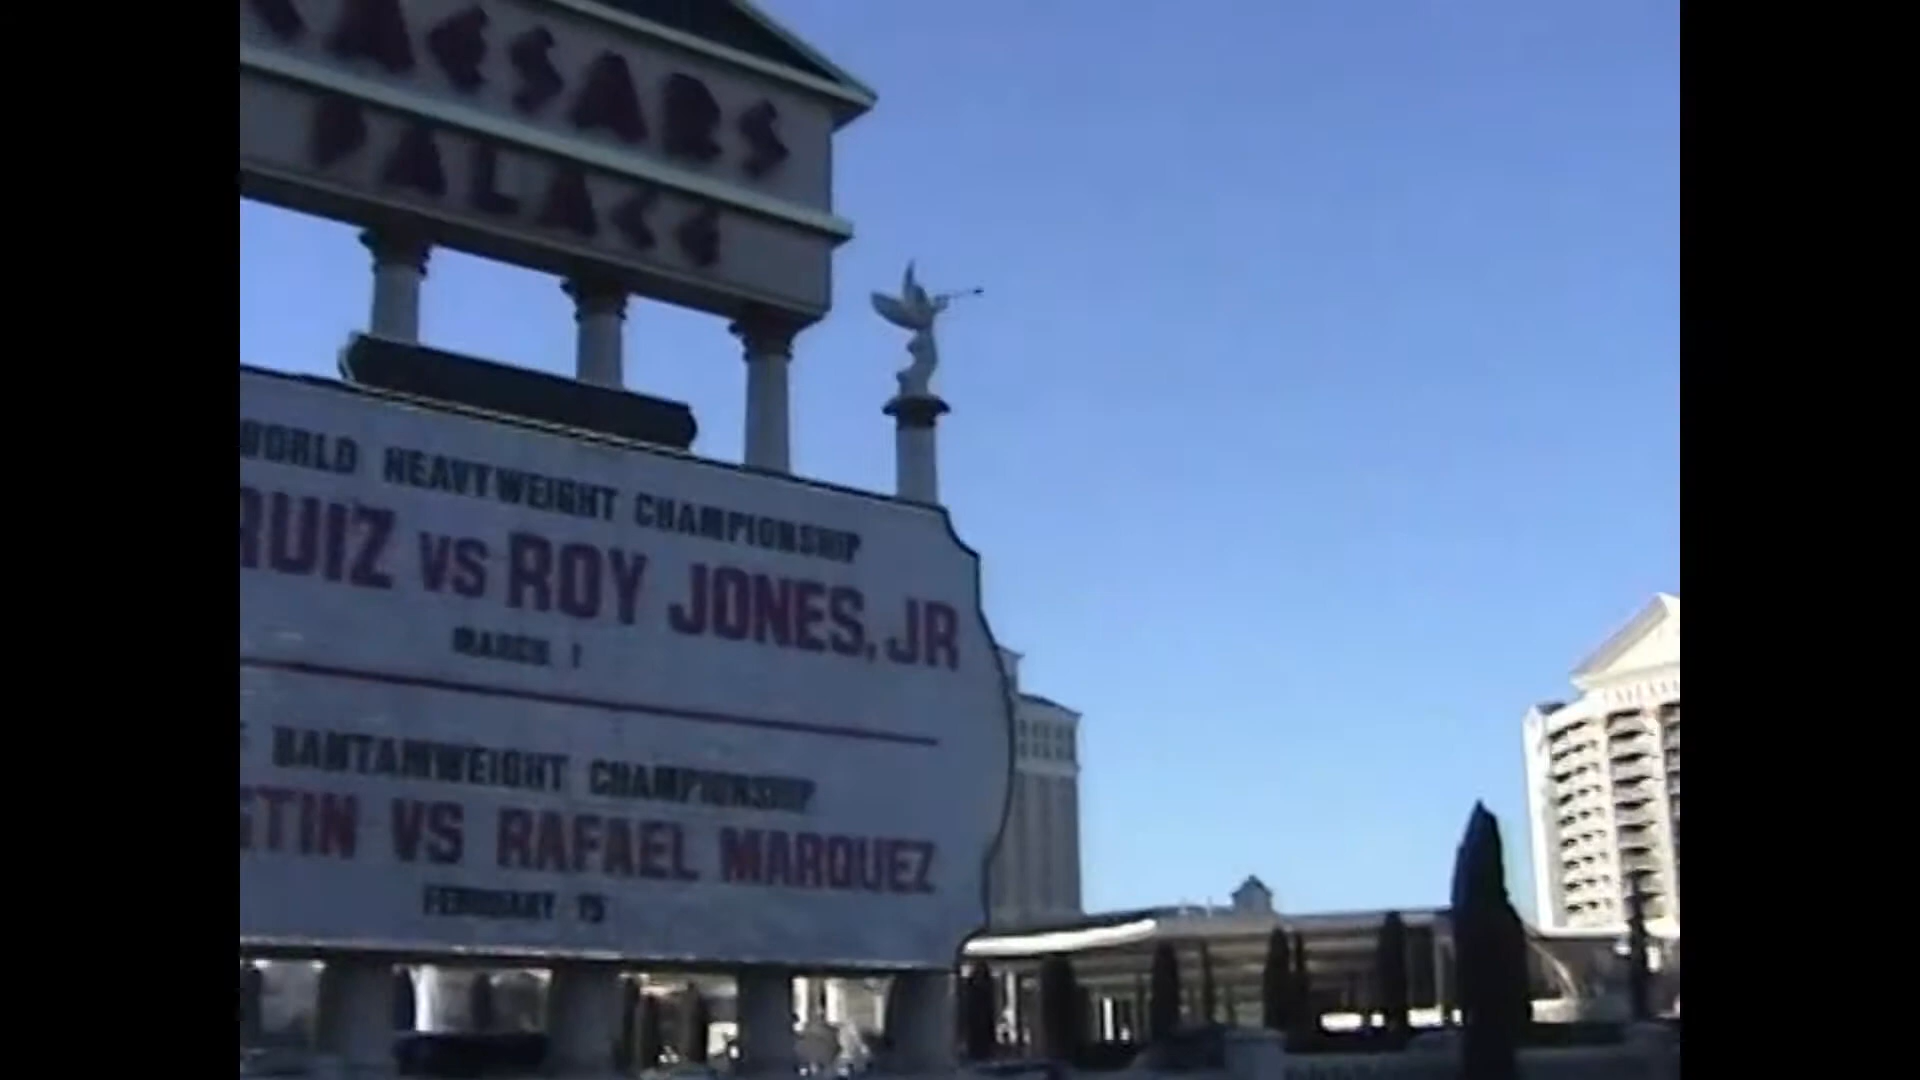 CAESARS
PALACE
WORLD HEAVYWEIGHT CHAMPIONSHIP
RUIZ VS ROY JONES, JR
MARCH 1
BANTAMWEIGHT CHAMPIONSHIP
STIN VS RAFAEL MARQUEZ
FEBRUARY 15